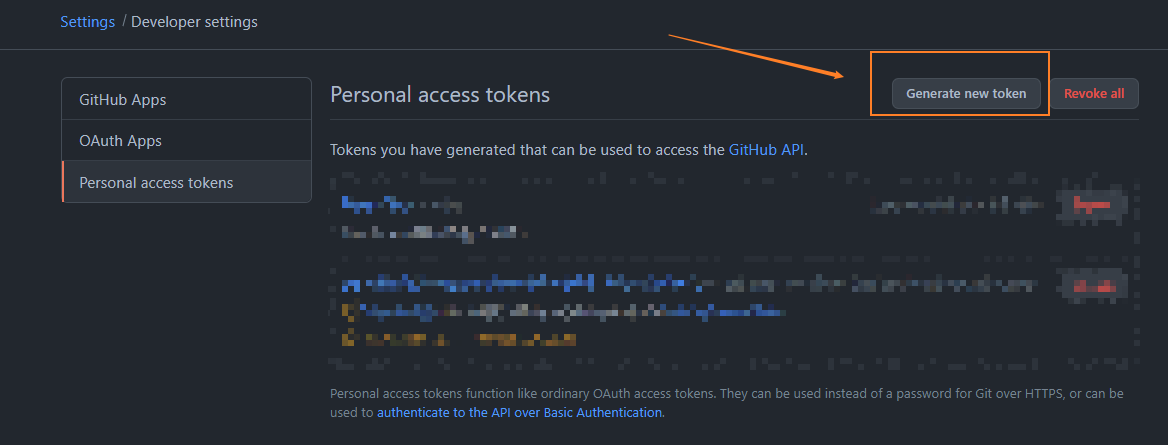 Settings / Developer settings
GitHub Apps
OAuth Apps
Personal access tokens
Personal access tokens
Generate new token
Revoke all
Tokens you have generated that can be used to access the GitHub API.
Personal access tokens function like ordinary OAuth access tokens. They can be used instead of a password for Git over HTTPS, or can be
used to authenticate to the API over Basic Authentication.